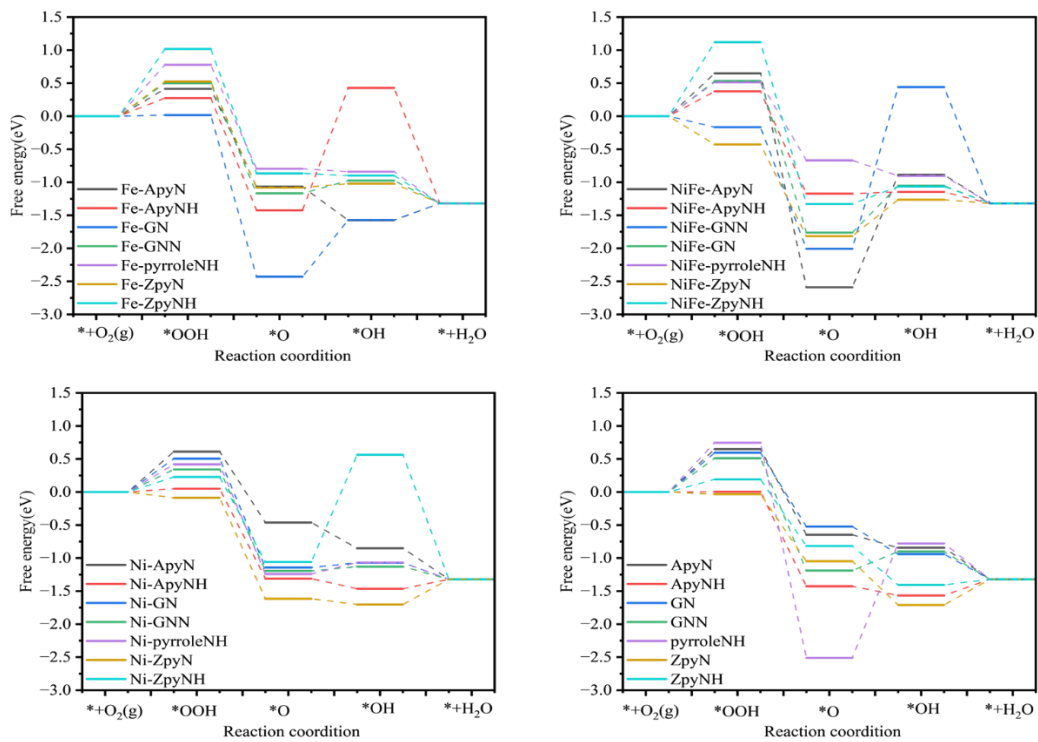 1.5
1.0
0.5
0.0
−0.5
−1.0
−1.5
−2.0
−2.5
−3.0
Free energy(eV)
Fe-ApyN
Fe-ApyNH
Fe-GN
Fe-GNN
Fe-pyrroleNH
Fe-ZpyN
Fe-ZpyNH
*+O₂(g) *OOH *O *OH *+H₂O
Reaction coordition
1.5
1.0
0.5
0.0
−0.5
−1.0
−1.5
−2.0
−2.5
−3.0
Free energy(eV)
NiFe-ApyN
NiFe-ApyNH
NiFe-GNN
NiFe-GN
NiFe-pyrroleNH
NiFe-ZpyN
NiFe-ZpyNH
*+O₂(g) *OOH *O *OH *+H₂O
Reaction coordition
1.5
1.0
0.5
0.0
−0.5
−1.0
−1.5
−2.0
−2.5
−3.0
Free energy(eV)
Ni-ApyN
Ni-ApyNH
Ni-GN
Ni-GNN
Ni-pyrroleNH
Ni-ZpyN
Ni-ZpyNH
*+O₂(g) *OOH *O *OH *+H₂O
Reaction coordition
1.5
1.0
0.5
0.0
−0.5
−1.0
−1.5
−2.0
−2.5
−3.0
Free energy(eV)
ApyN
ApyNH
GN
GNN
pyrroleNH
ZpyN
ZpyNH
*+O₂(g) *OOH *O *OH *+H₂O
Reaction coordition